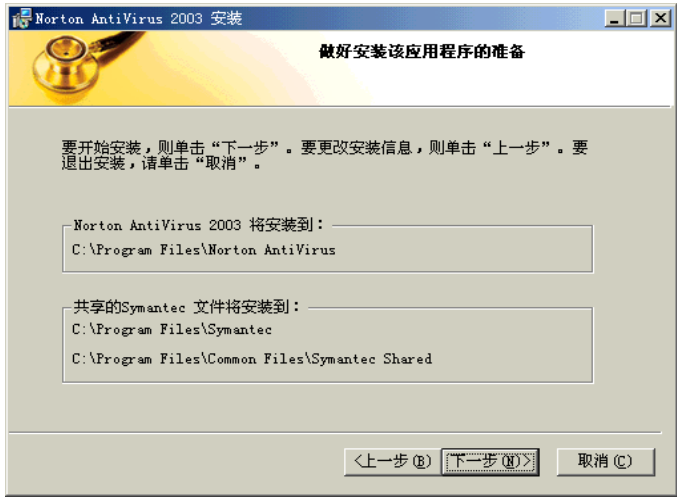 Norton AntiVirus 2003 安装
做好安装该应用程序的准备
要开始安装，则单击“下一步”。要更改安装信息，则单击“上一步”。要
退出安装，请单击“取消”。
Norton AntiVirus 2003 将安装到：
C:\Program Files\Norton AntiVirus
共享的Symantec 文件将安装到：
C:\Program Files\Symantec
C:\Program Files\Common Files\Symantec Shared
<上一步(B) 下一步(N)> 取消(C)